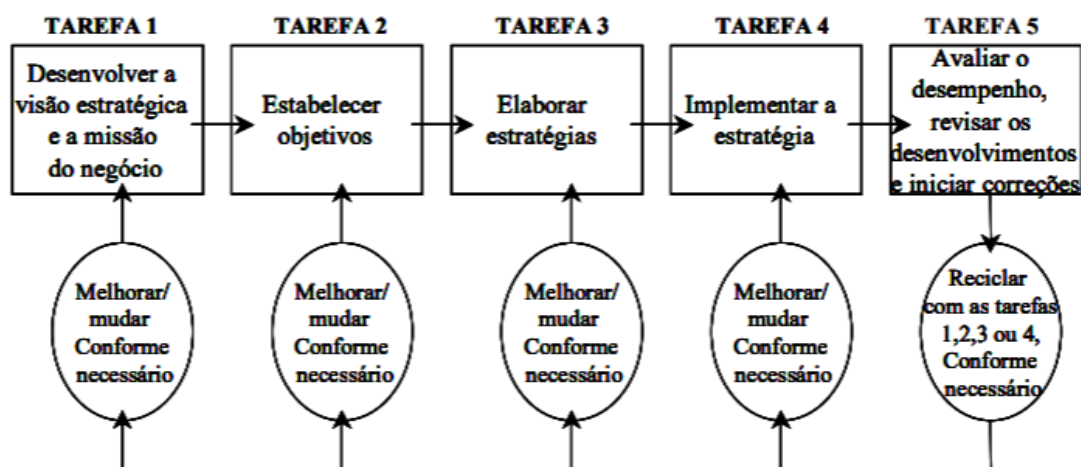 TAREFA 1
Desenvolver a
visão estratégica
e a missão
do negócio
TAREFA 2
Estabelecer
objetivos
TAREFA 3
Elaborar
estratégias
TAREFA 4
Implementar a
estratégia
TAREFA 5
Avaliar o
desempenho,
revisar os
desenvolvimentos
e iniciar correções
Melhorar/
mudar
Conforme
necessário
Melhorar/
mudar
Conforme
necessário
Melhorar/
mudar
Conforme
necessário
Melhorar/
mudar
Conforme
necessário
Reciclar
com as tarefas
1,2,3 ou 4,
Conforme
necessário